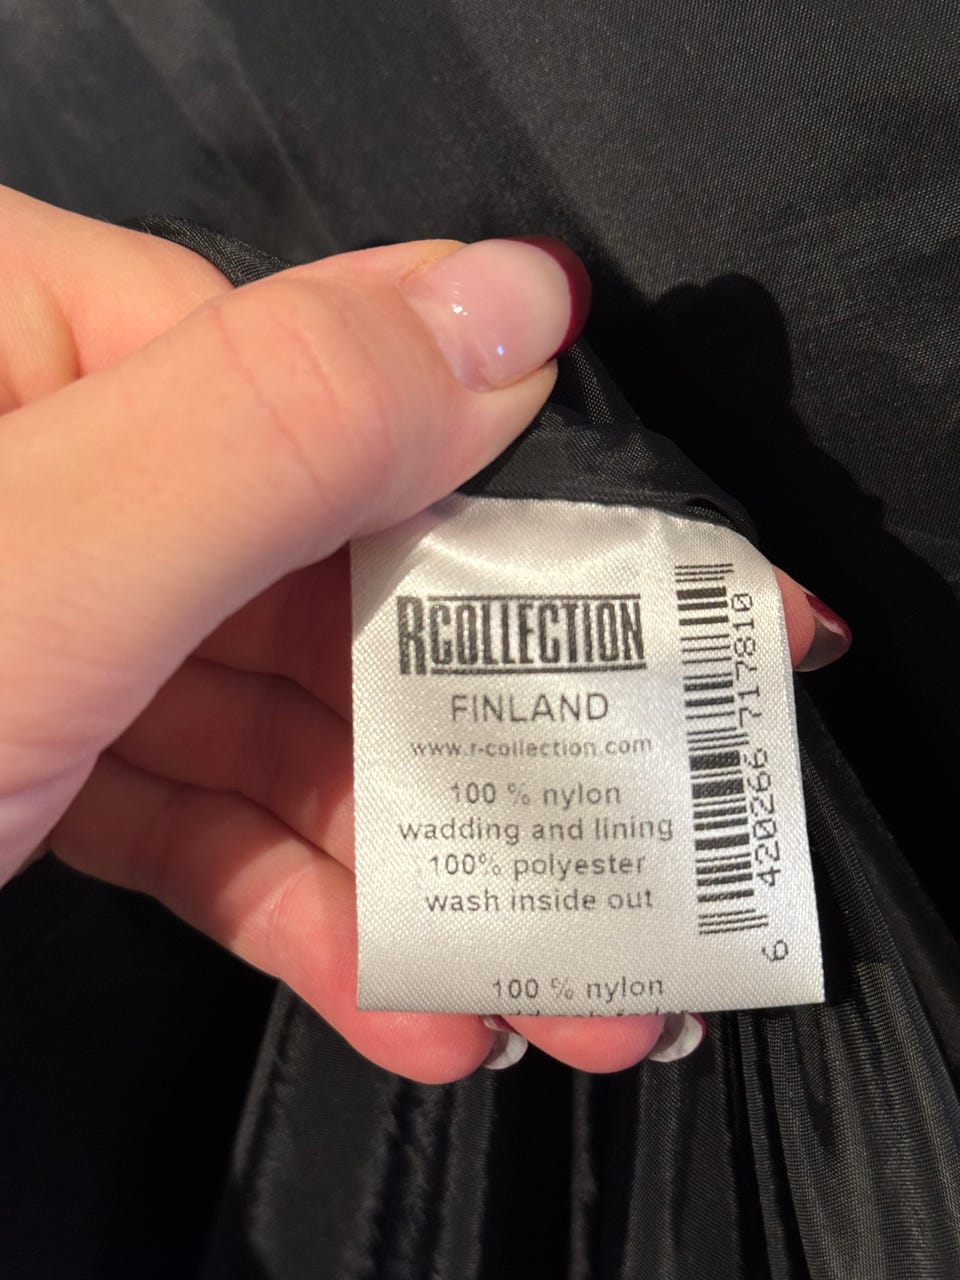 RCOLLECTION
FINLAND
www.r-collection.com
100 % nylon
wadding and lining
100% polyester
wash inside out
100 % nylon
6 420266 717810